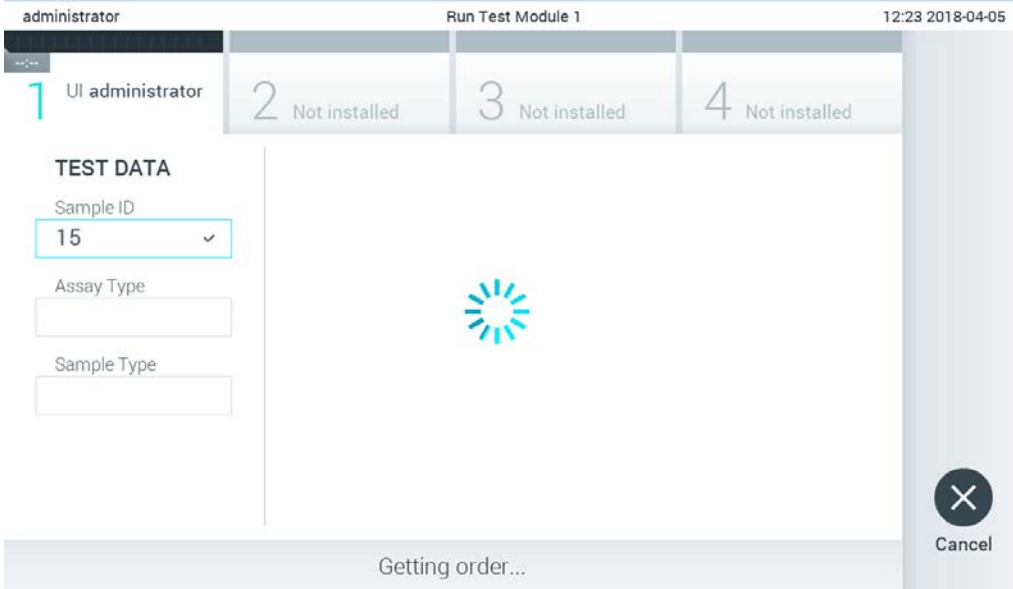 administrator Run Test Module 1 12:23 2018-04-05
--:--
1 UI administrator 2 Not installed 3 Not installed 4 Not installed
TEST DATA
Sample ID
15
Assay Type
Sample Type
Cancel
Getting order...